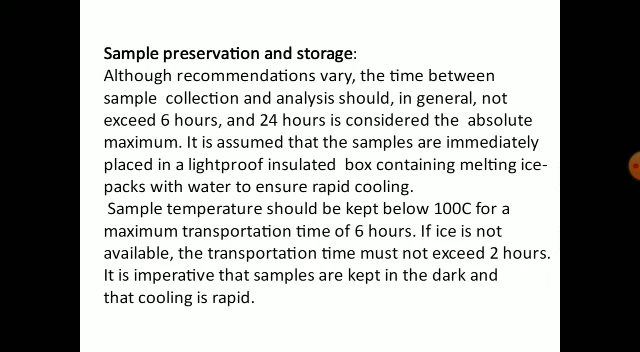 Sample preservation and storage:
Although recommendations vary, the time between
sample collection and analysis should, in general, not
exceed 6 hours, and 24 hours is considered the absolute
maximum. It is assumed that the samples are immediately
placed in a lightproof insulated box containing melting ice-
packs with water to ensure rapid cooling.
Sample temperature should be kept below 100C for a
maximum transportation time of 6 hours. If ice is not
available, the transportation time must not exceed 2 hours.
It is imperative that samples are kept in the dark and
that cooling is rapid.